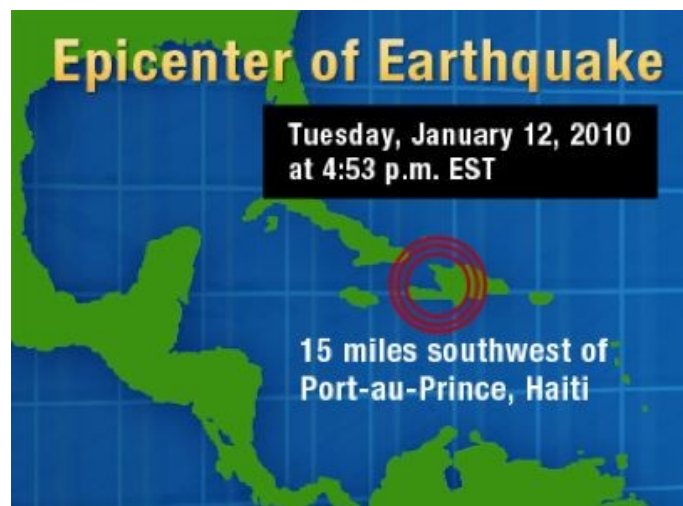 Epicenter of Earthquake
Tuesday, January 12, 2010
at 4:53 p.m. EST
15 miles southwest of
Port-au-Prince, Haiti